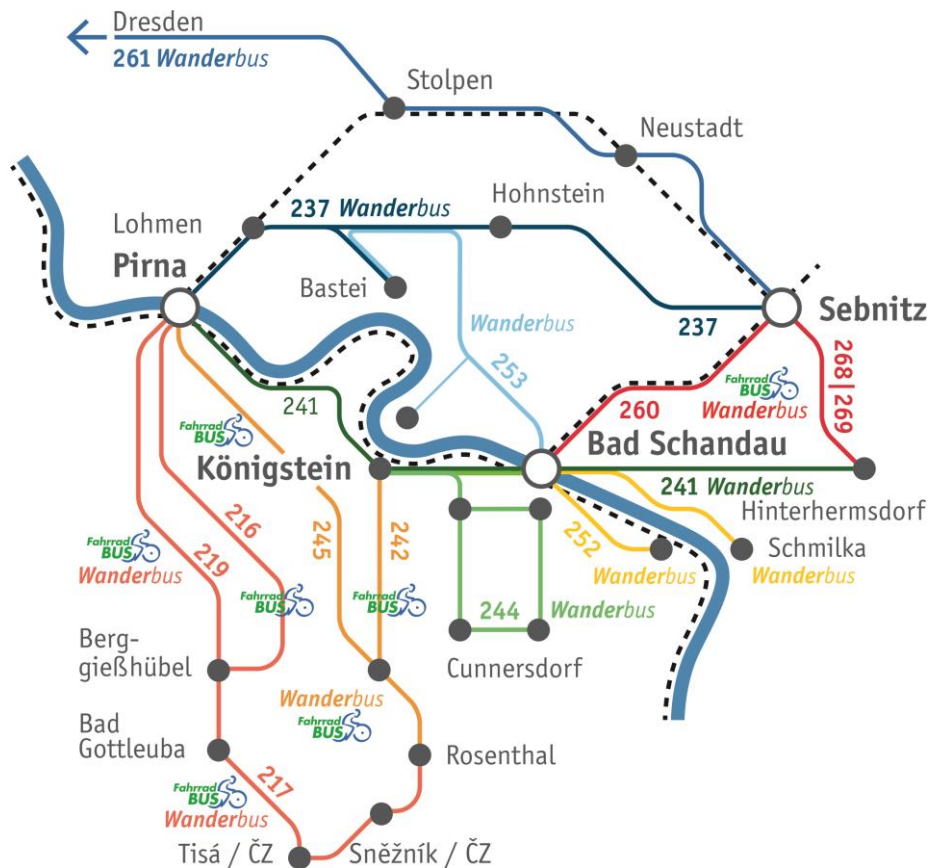 Dresden
261 Wanderbus
Stolpen
Neustadt
237 Wanderbus
Hohnstein
Lohmen
Pirna
Bastei
Wanderbus
253
237
Sebnitz
268 | 269
Fahrrad
BUS
Wanderbus
260
241
Fahrrad
BUS
Bad Schandau
Königstein
241 Wanderbus
Hinterhermsdorf
216
245
242
252
Schmilka
Fahrrad
BUS
Wanderbus
219
Wanderbus
Wanderbus
Fahrrad
BUS
Fahrrad
BUS
244
Wanderbus
Berg-
gießhübel
Cunnersdorf
Wanderbus
Fahrrad
BUS
Bad
Gottleuba
Rosenthal
Fahrrad
BUS
217
Wanderbus
Tisá / ČZ
Sněžník / ČZ